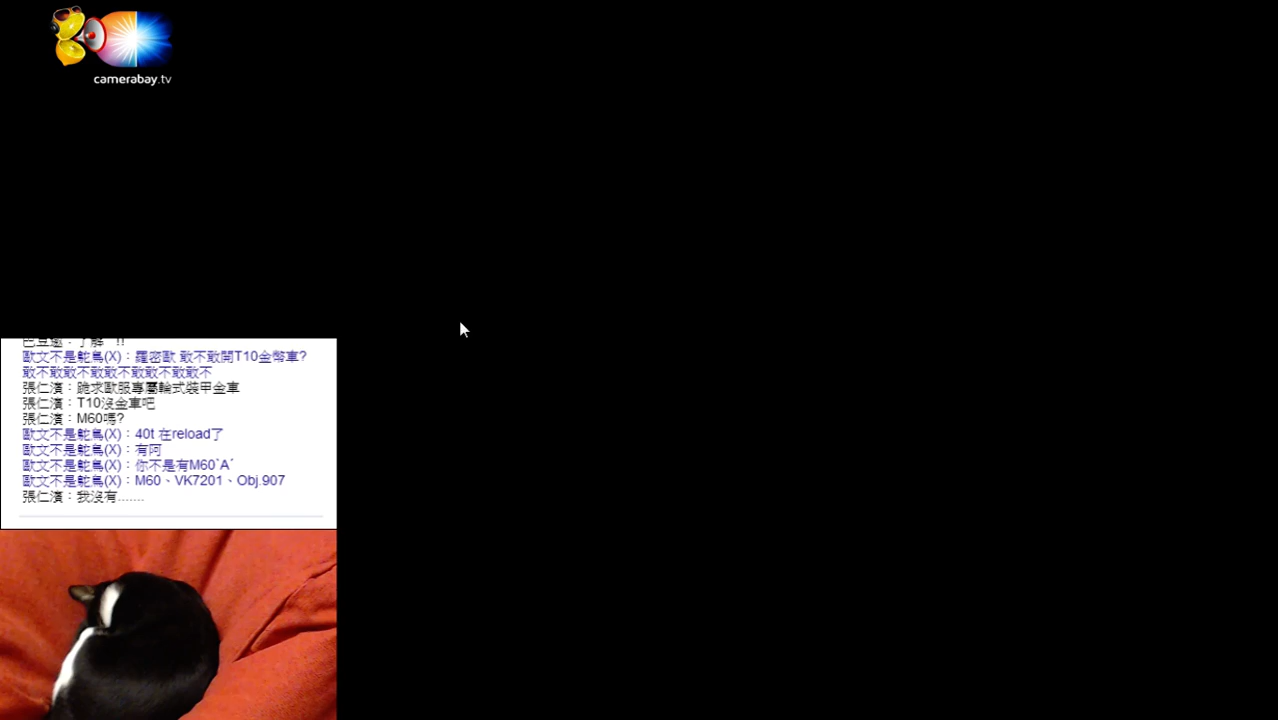 camerabay.tv
了解 !!
歐文不是鴕鳥(X)：羅密歐 敢不敢開T10金幣車?
敢不敢敢不敢敢不敢敢不敢敢不
張仁濱：跪求歐服專屬輪式裝甲金車
張仁濱：T10沒金車吧
張仁濱：M60嗎?
歐文不是鴕鳥(X)：40t 在reload了
歐文不是鴕鳥(X)：有阿
歐文不是鴕鳥(X)：你不是有M60ˋAˊ
歐文不是鴕鳥(X)：M60、VK7201、Obj.907
張仁濱：我沒有.......